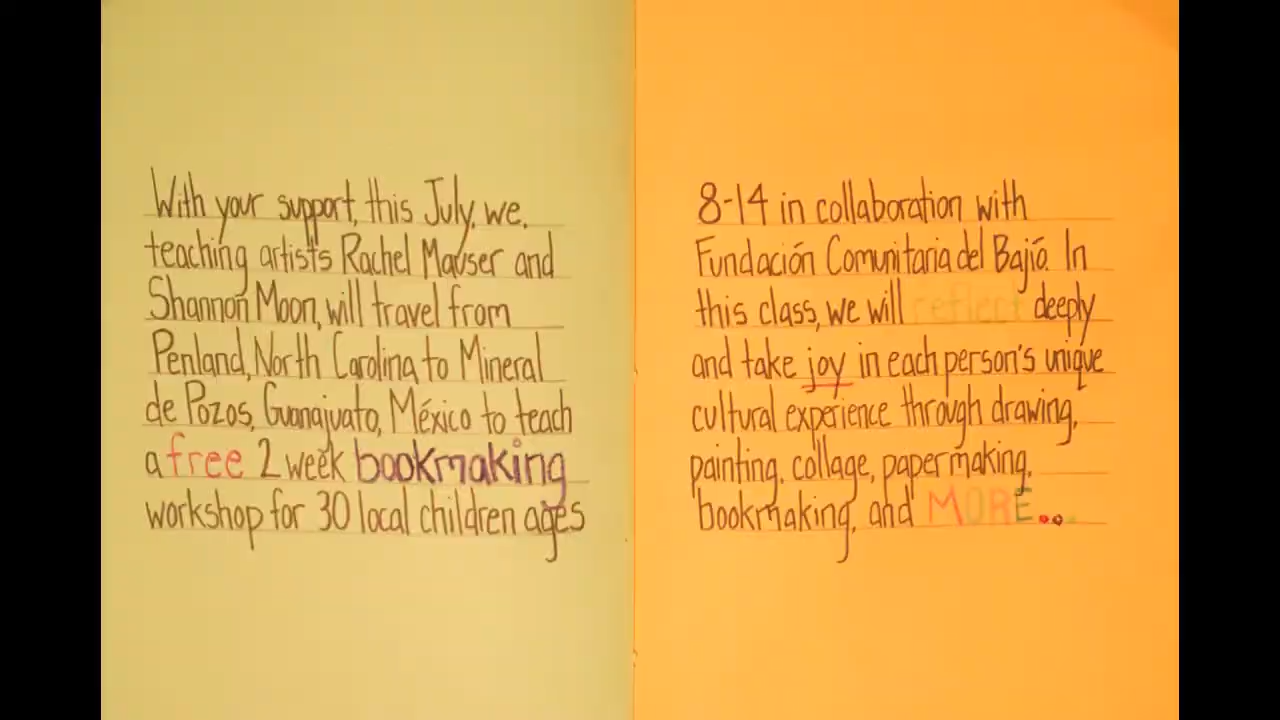 With your support, this July, we,
teaching artists Rachel Mauser and
Shannon Moon, will travel from
Penland, North Carolina to Mineral
de Pozos, Guanajuato, México to teach
a free 2 week bookmaking
workshop for 30 local children ages
8-14 in collaboration with
Fundación Comunitaria del Bajío. In
this class, we will reflect deeply
and take joy in each person's unique
cultural experience through drawing,
painting, collage, papermaking,
bookmaking, and MORE...